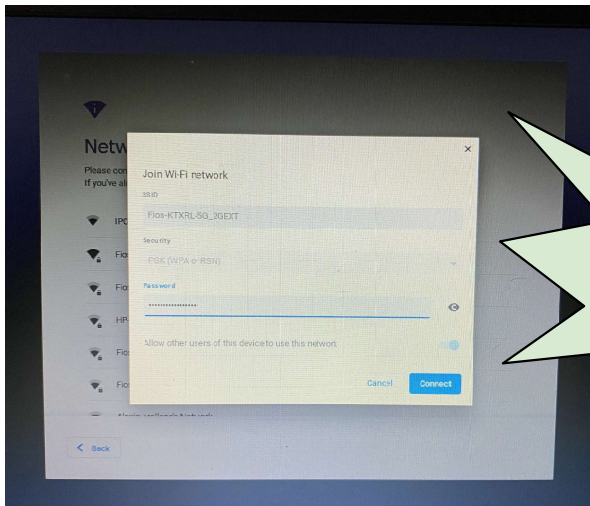 Netw
Please con
If you've al
IPC
Fio
Fio
HP-
Fio
Fio
Join Wi-Fi network
SSID
Fios-KTXRL-5G_2GEXT
Security
PSK (WPA or RSN)
Password
•••••••••••••••••
Allow other users of this device to use this network
Cancel
Connect
Back